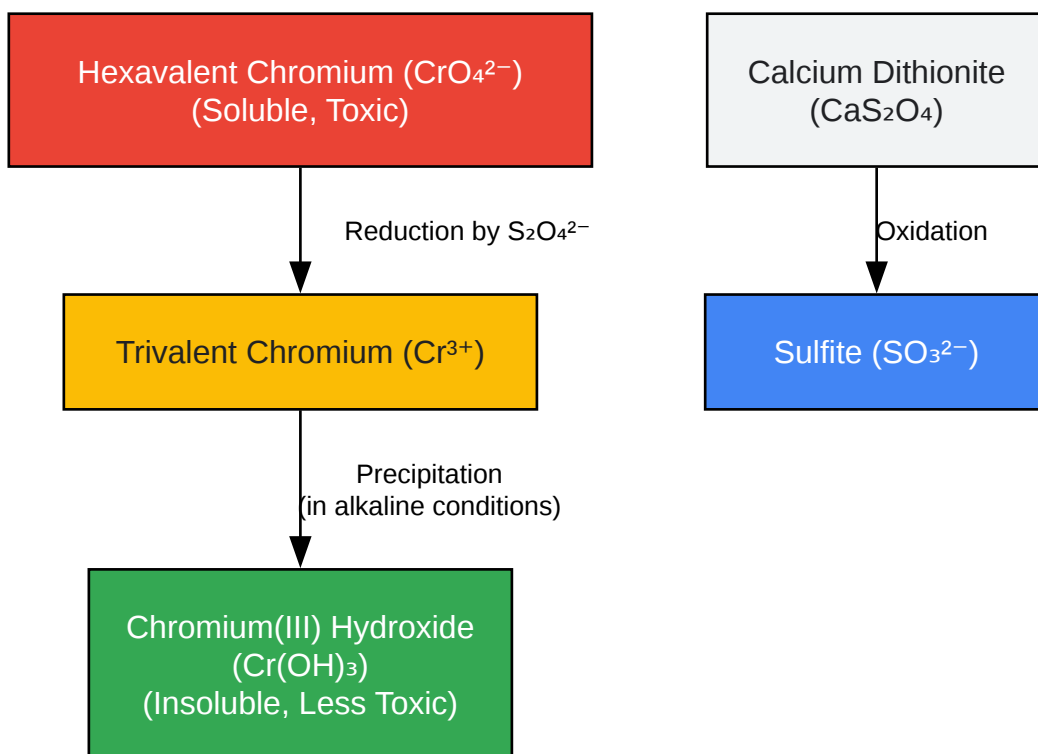 Hexavalent Chromium (CrO₄²⁻)
(Soluble, Toxic)
Calcium Dithionite
(CaS₂O₄)
Reduction by S₂O₄²⁻
Oxidation
Trivalent Chromium (Cr³⁺)
Sulfite (SO₃²⁻)
Precipitation
(in alkaline conditions)
Chromium(III) Hydroxide
(Cr(OH)₃)
(Insoluble, Less Toxic)